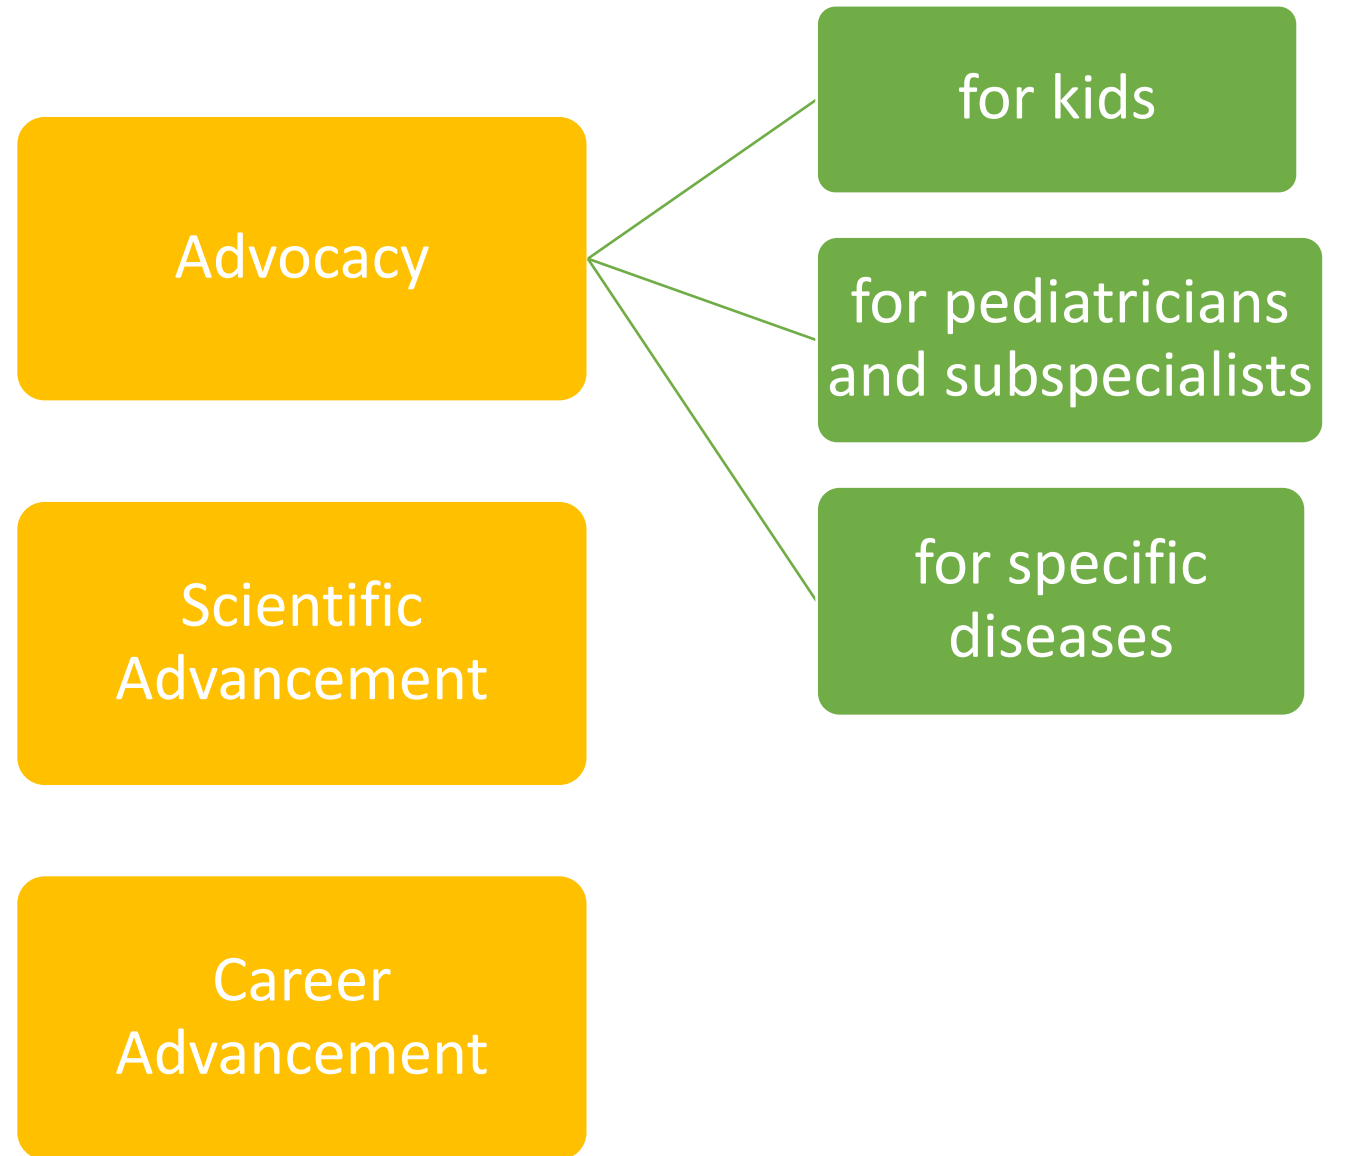 Advocacy
for kids
for pediatricians
and subspecialists
for specific
diseases
Scientific
Advancement
Career
Advancement